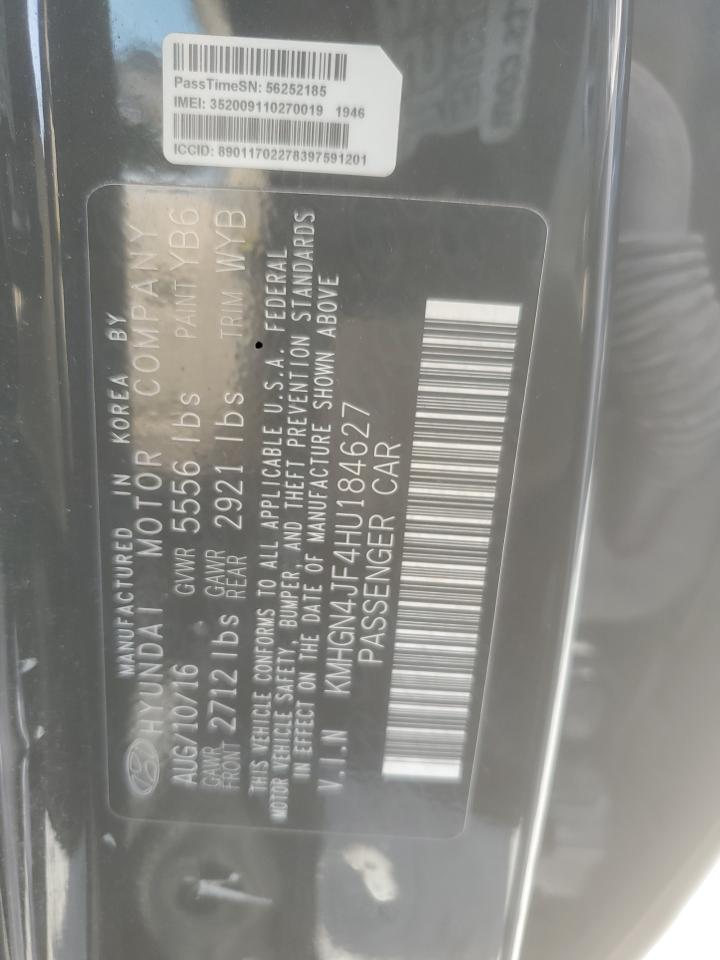 PassTimeSN: 56252185
IMEI: 352009110270019 1946
ICCID: 89011702278397591201
MANUFACTURED IN KOREA BY
HYUNDAI MOTOR COMPANY
AUG/10/16 GVWR 5556 lbs PAINT YB6
GAWR FRONT 2712 lbs GAWR REAR 2921 lbs TRIM WYB
THIS VEHICLE CONFORMS TO ALL APPLICABLE U.S.A. FEDERAL
MOTOR VEHICLE SAFETY, BUMPER, AND THEFT PREVENTION STANDARDS
IN EFFECT ON THE DATE OF MANUFACTURE SHOWN ABOVE
V.I.N KMHGN4JF4HU184627
PASSENGER CAR